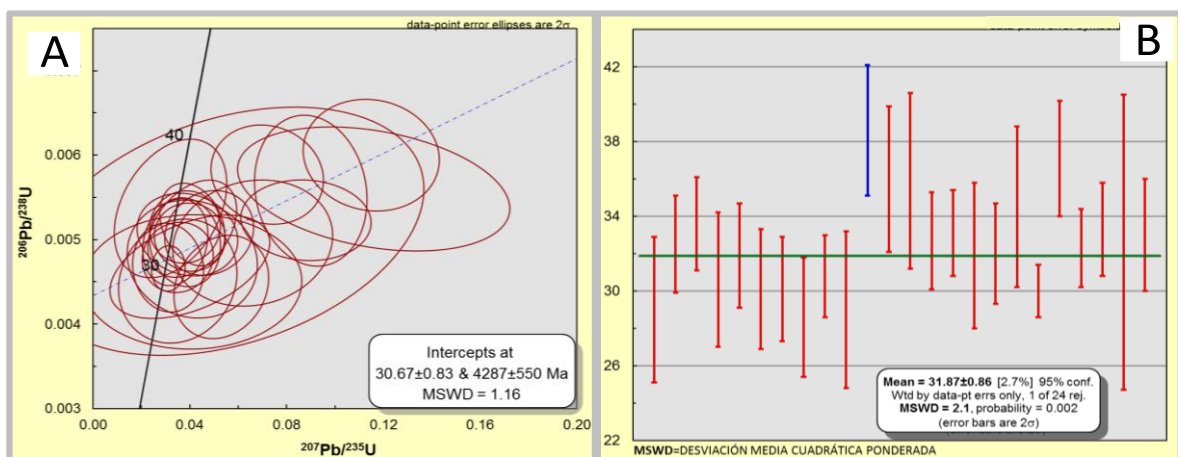 A
data-point error ellipses are 2σ
40
0.006
0.005
30
0.004
0.003
0.00
0.04
0.08
0.12
0.16
0.20
206Pb/238U
207Pb/235U
Intercepts at
30.67±0.83 & 4287±550 Ma
MSWD = 1.16
B
42
38
34
30
26
22
Mean = 31.87±0.86 [2.7%] 95% conf.
Wtd by data-pt errs only, 1 of 24 rej.
MSWD = 2.1, probability = 0.002
(error bars are 2σ)
MSWD=DESVIACIÓN MEDIA CUADRÁTICA PONDERADA